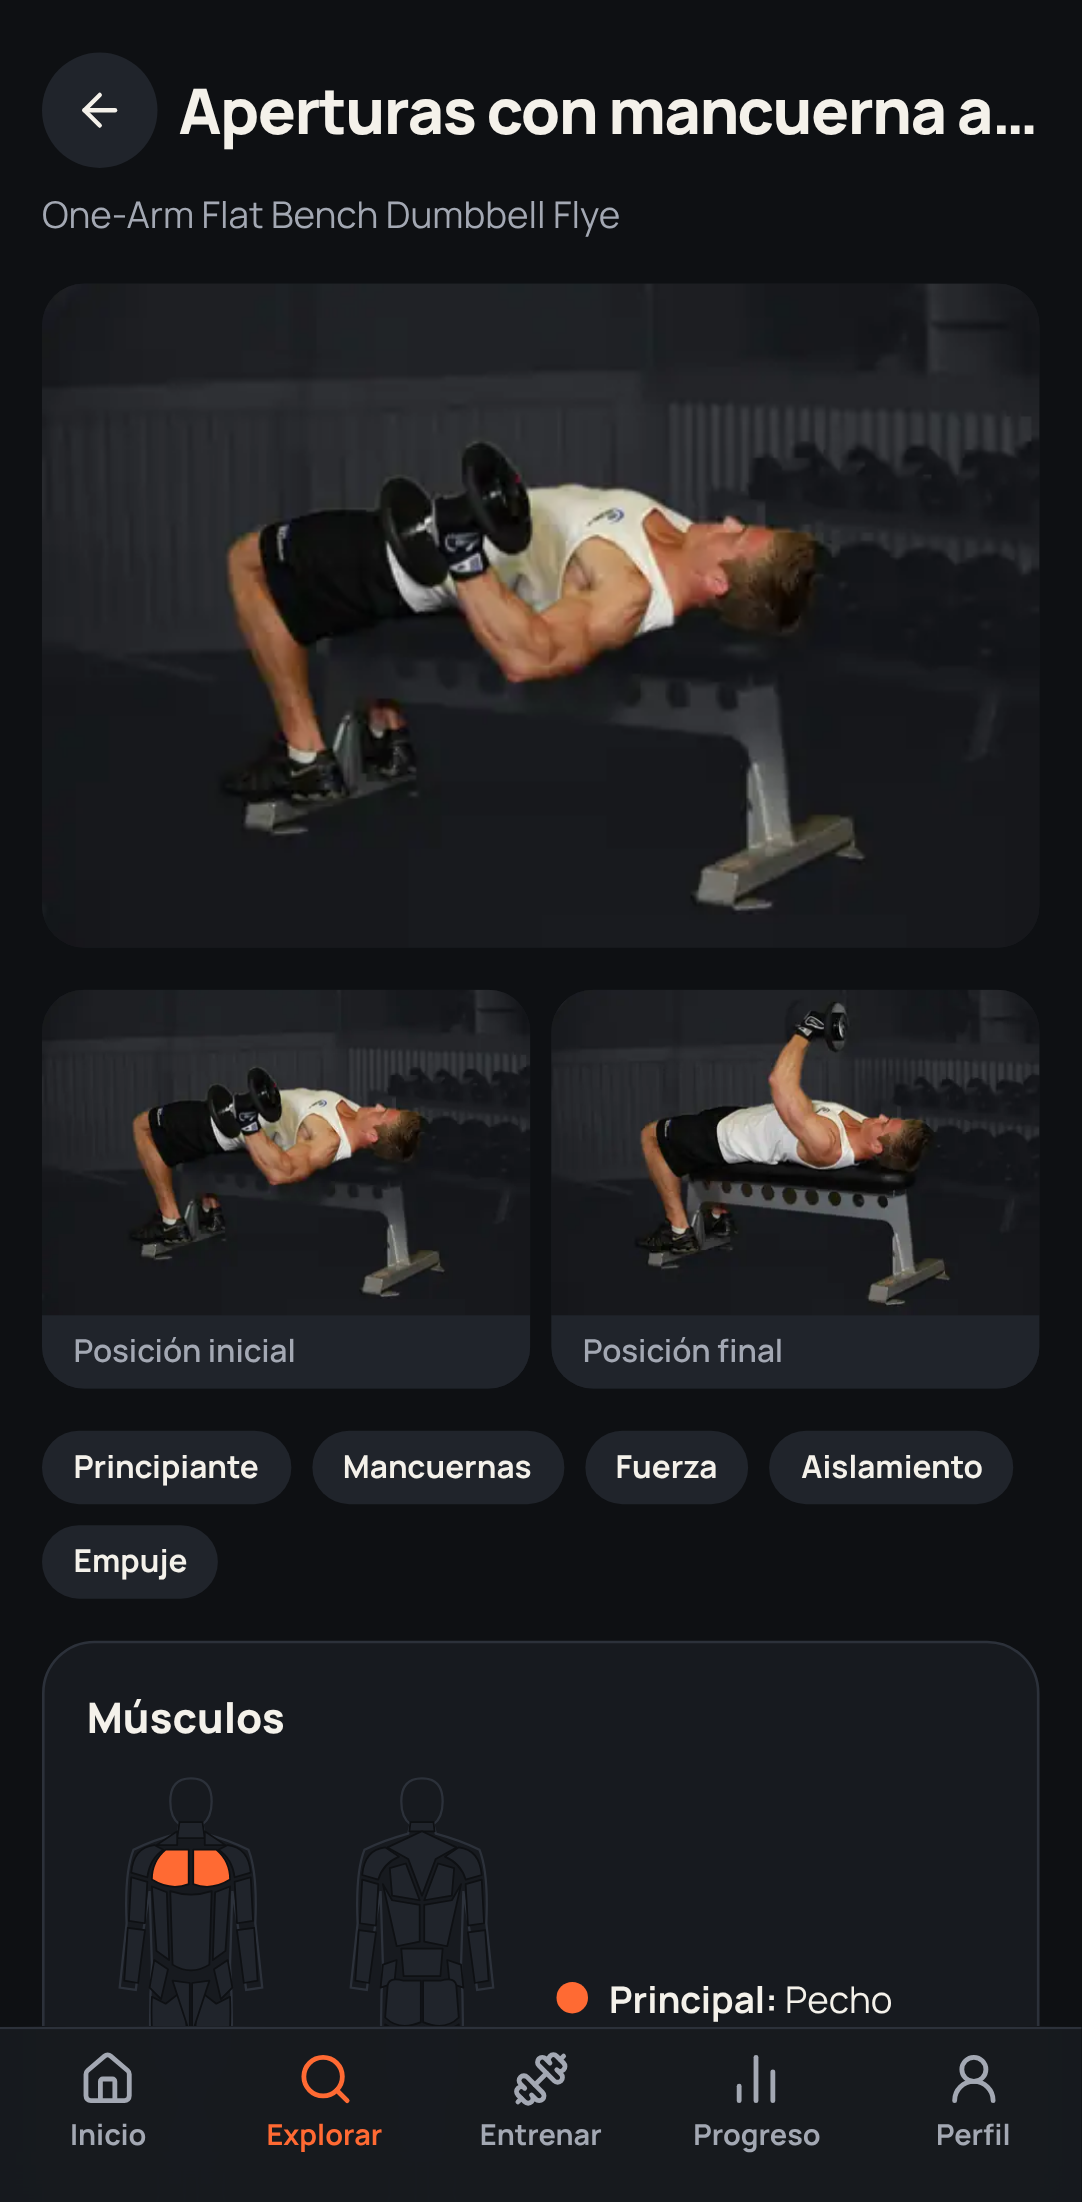 Aperturas con mancuerna a...
One-Arm Flat Bench Dumbbell Flye
Posición inicial
Posición final
Principiante
Mancuernas
Fuerza
Aislamiento
Empuje
Músculos
Principal: Pecho
Inicio
Explorar
Entrenar
Progreso
Perfil